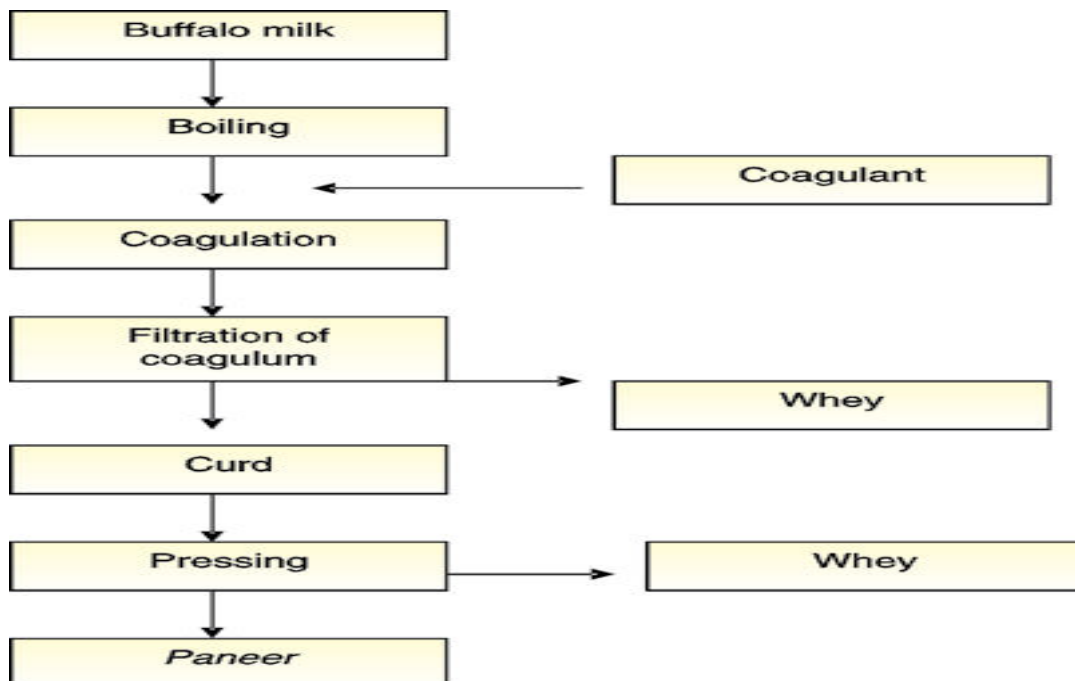 Buffalo milk
Boiling
Coagulant
Coagulation
Filtration of
coagulum
Whey
Curd
Pressing
Whey
Paneer